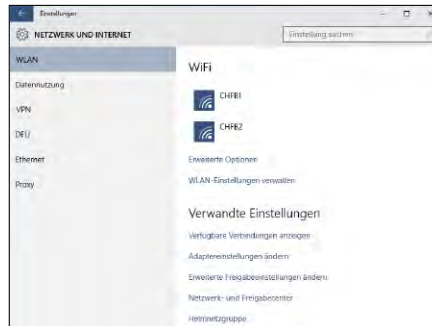 Einstellungen
NETZWERK UND INTERNET
Einstellung suchen
WLAN
Datennutzung
VPN
DFÜ
Ethernet
Proxy
WiFi
CHFB1
CHFB2
Erweiterte Optionen
WLAN-Einstellungen verwalten
Verwandte Einstellungen
Verfügbare Verbindungen anzeigen
Adaptereinstellungen ändern
Erweiterte Freigabeeinstellungen ändern
Netzwerk- und Freigabecenter
Heimnetzgruppe